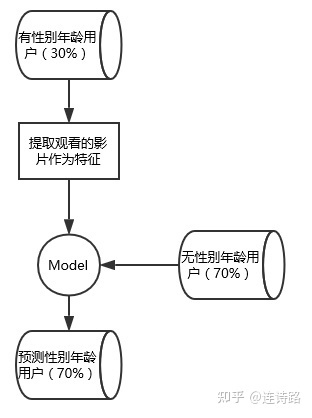 有性别年龄用
户（30%）
提取观看的影
片作为特征
Model
无性别年龄用
户（70%）
预测性别年龄
用户（70%）
知乎 @连诗路